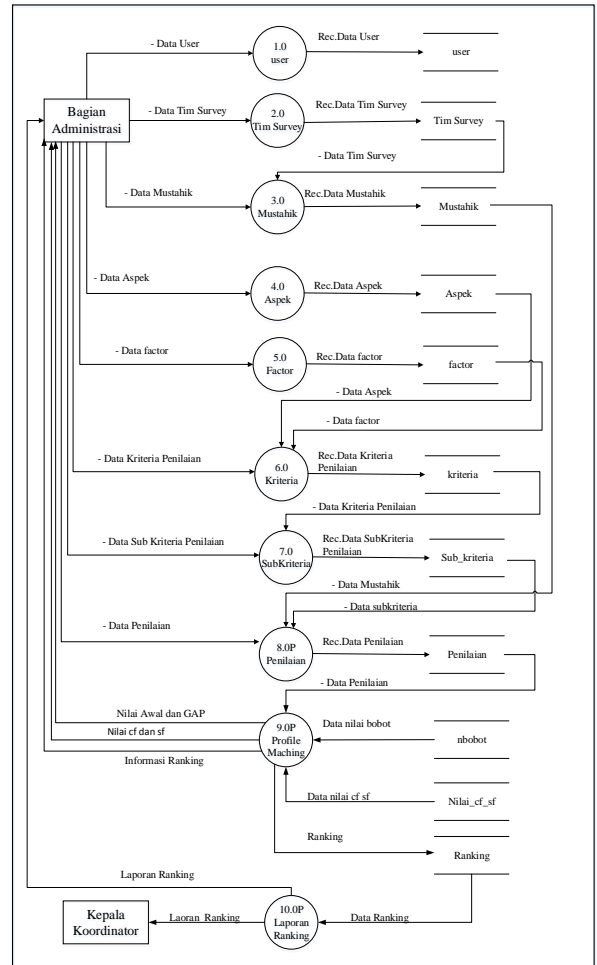 - Data User
1.0
user
Rec.Data User
user
Bagian
Administrasi
- Data Tim Survey
2.0
Tim Survey
Rec.Data Tim Survey
Tim Survey
- Data Tim Survey
- Data Mustahik
3.0
Mustahik
Rec.Data Mustahik
Mustahik
- Data Aspek
4.0
Aspek
Rec.Data Aspek
Aspek
- Data factor
5.0
Factor
Rec.Data factor
factor
- Data Aspek
- Data factor
- Data Kriteria Penilaian
6.0
Kriteria
Rec.Data Kriteria
Penilaian
kriteria
- Data Kriteria Penilaian
- Data Sub Kriteria Penilaian
7.0
SubKriteria
Rec.Data SubKriteria
Penilaian
Sub_kriteria
- Data Mustahik
- Data subkriteria
- Data Penilaian
8.0P
Penilaian
Rec.Data Penilaian
Penilaian
- Data Penilaian
Nilai Awal dan GAP
Nilai cf dan sf
Informasi Ranking
9.0P
Profile
Maching
Data nilai bobot
nbobot
Data nilai cf sf
Nilai_cf_sf
Ranking
Ranking
Laporan Ranking
Kepala
Koordinator
Laoran Ranking
10.0P
Laporan
Ranking
Data Ranking